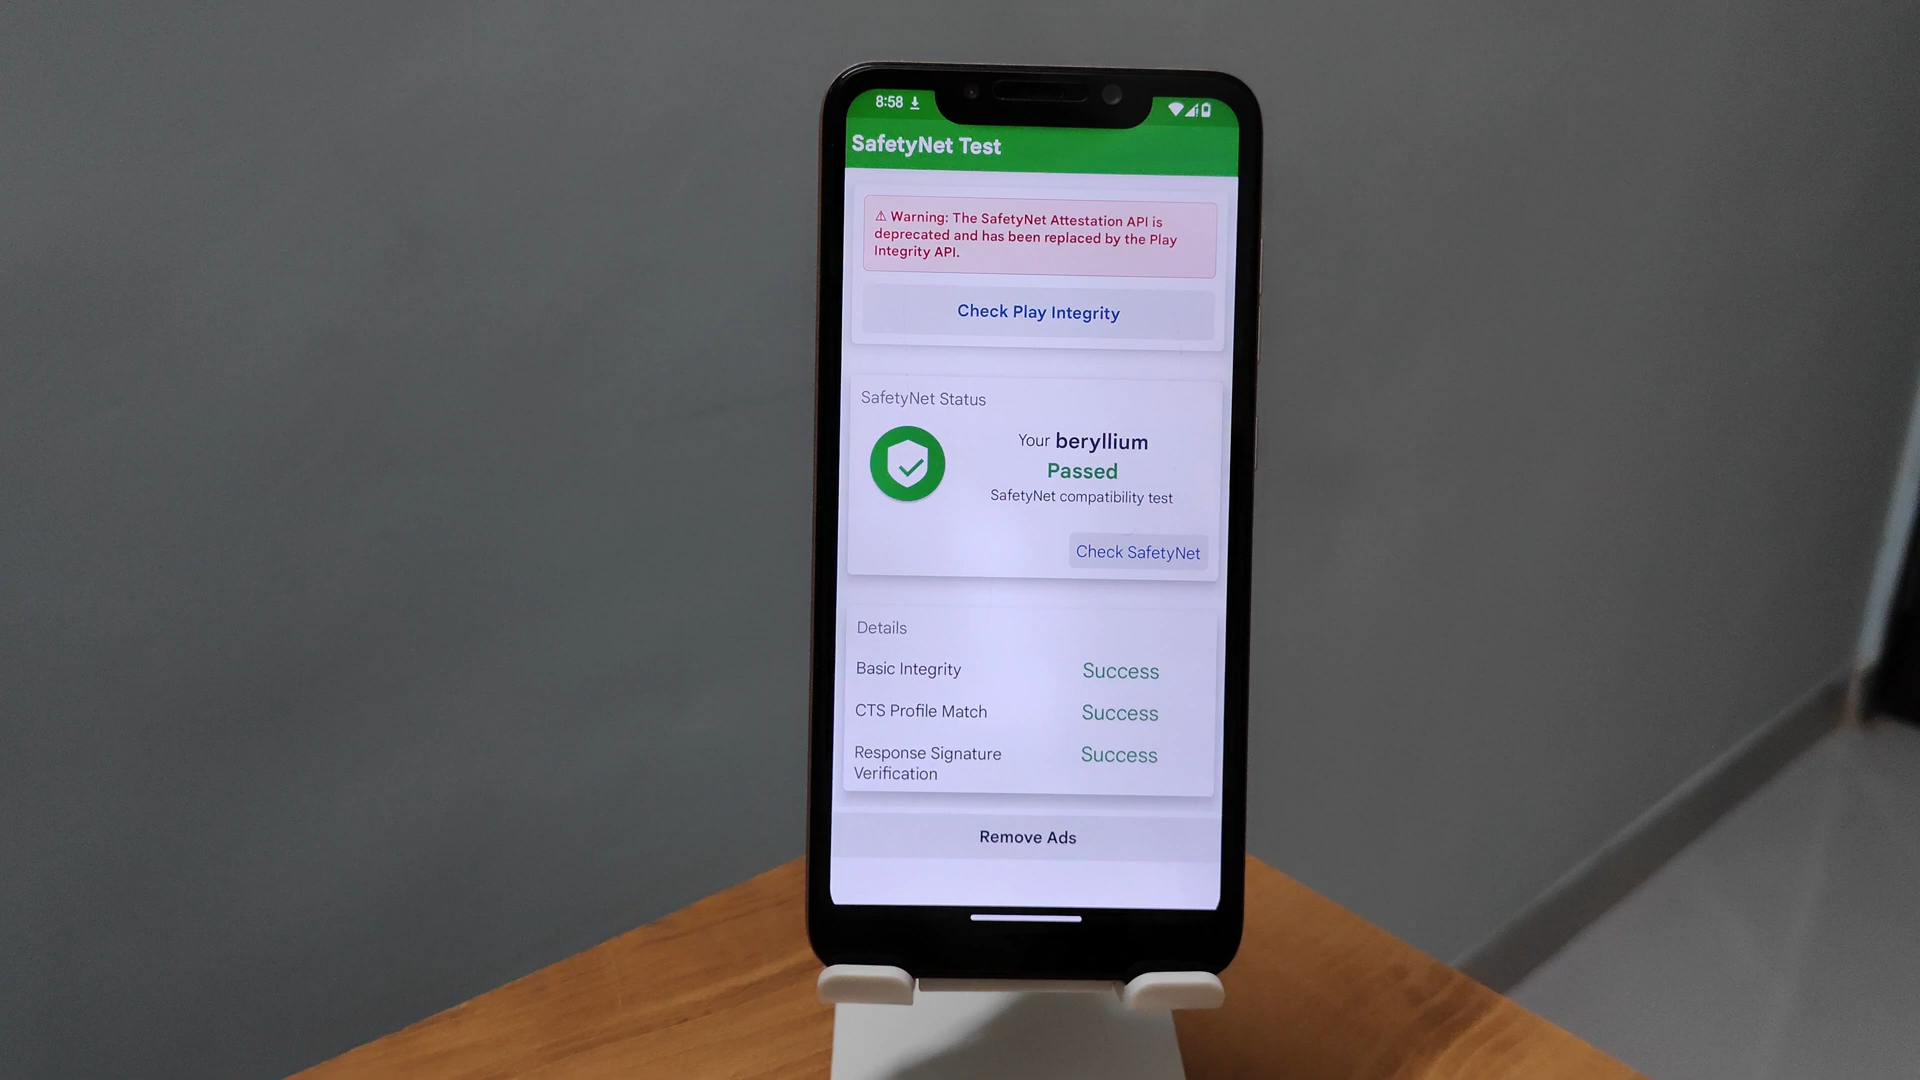 8:58
SafetyNet Test
⚠ Warning: The SafetyNet Attestation API is
deprecated and has been replaced by the Play
Integrity API.
Check Play Integrity
SafetyNet Status
Your beryllium
Passed
SafetyNet compatibility test
Check SafetyNet
Details
Basic Integrity Success
CTS Profile Match Success
Response Signature Success
Verification
Remove Ads